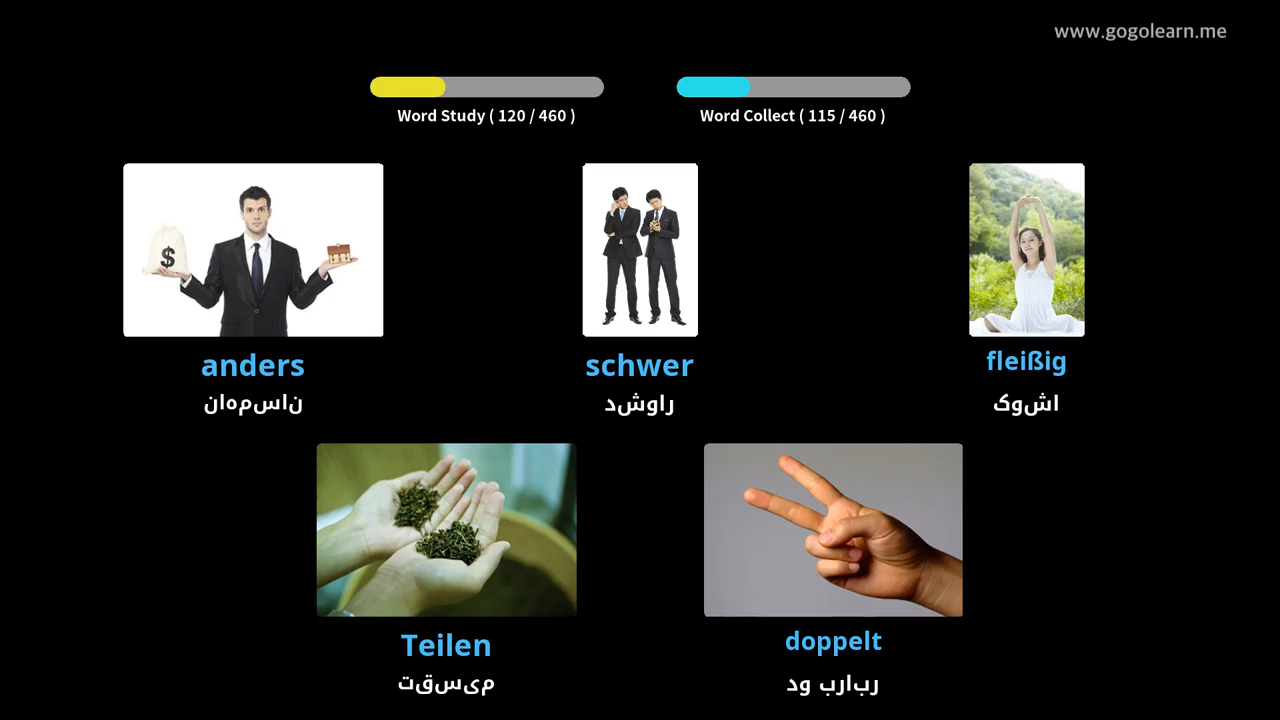 www.gogolearn.me
Word Study ( 120 / 460 )
Word Collect ( 115 / 460 )
anders
ناسمهان
schwer
راوشد
fleißig
اشوک
Teilen
میسقت
doppelt
ربارب ود